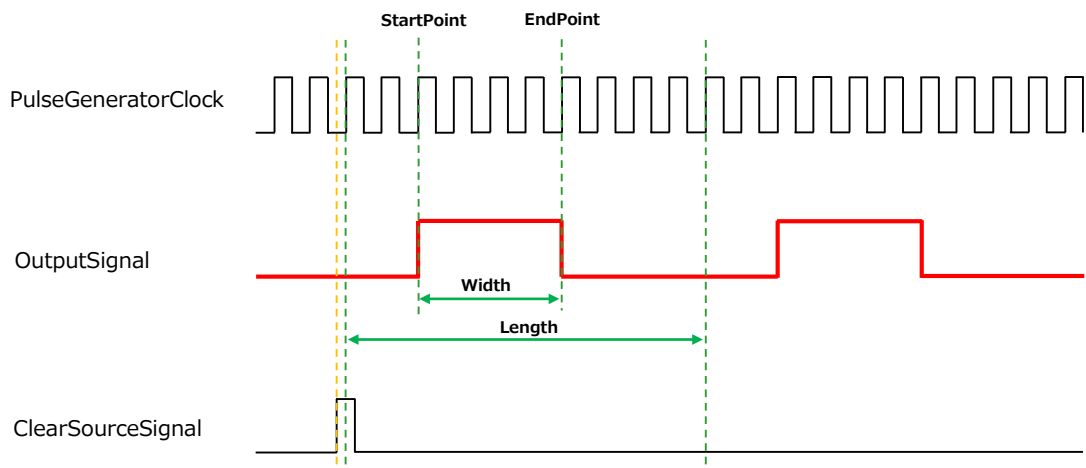 StartPoint
EndPoint
PulseGeneratorClock
OutputSignal
Width
Length
ClearSourceSignal